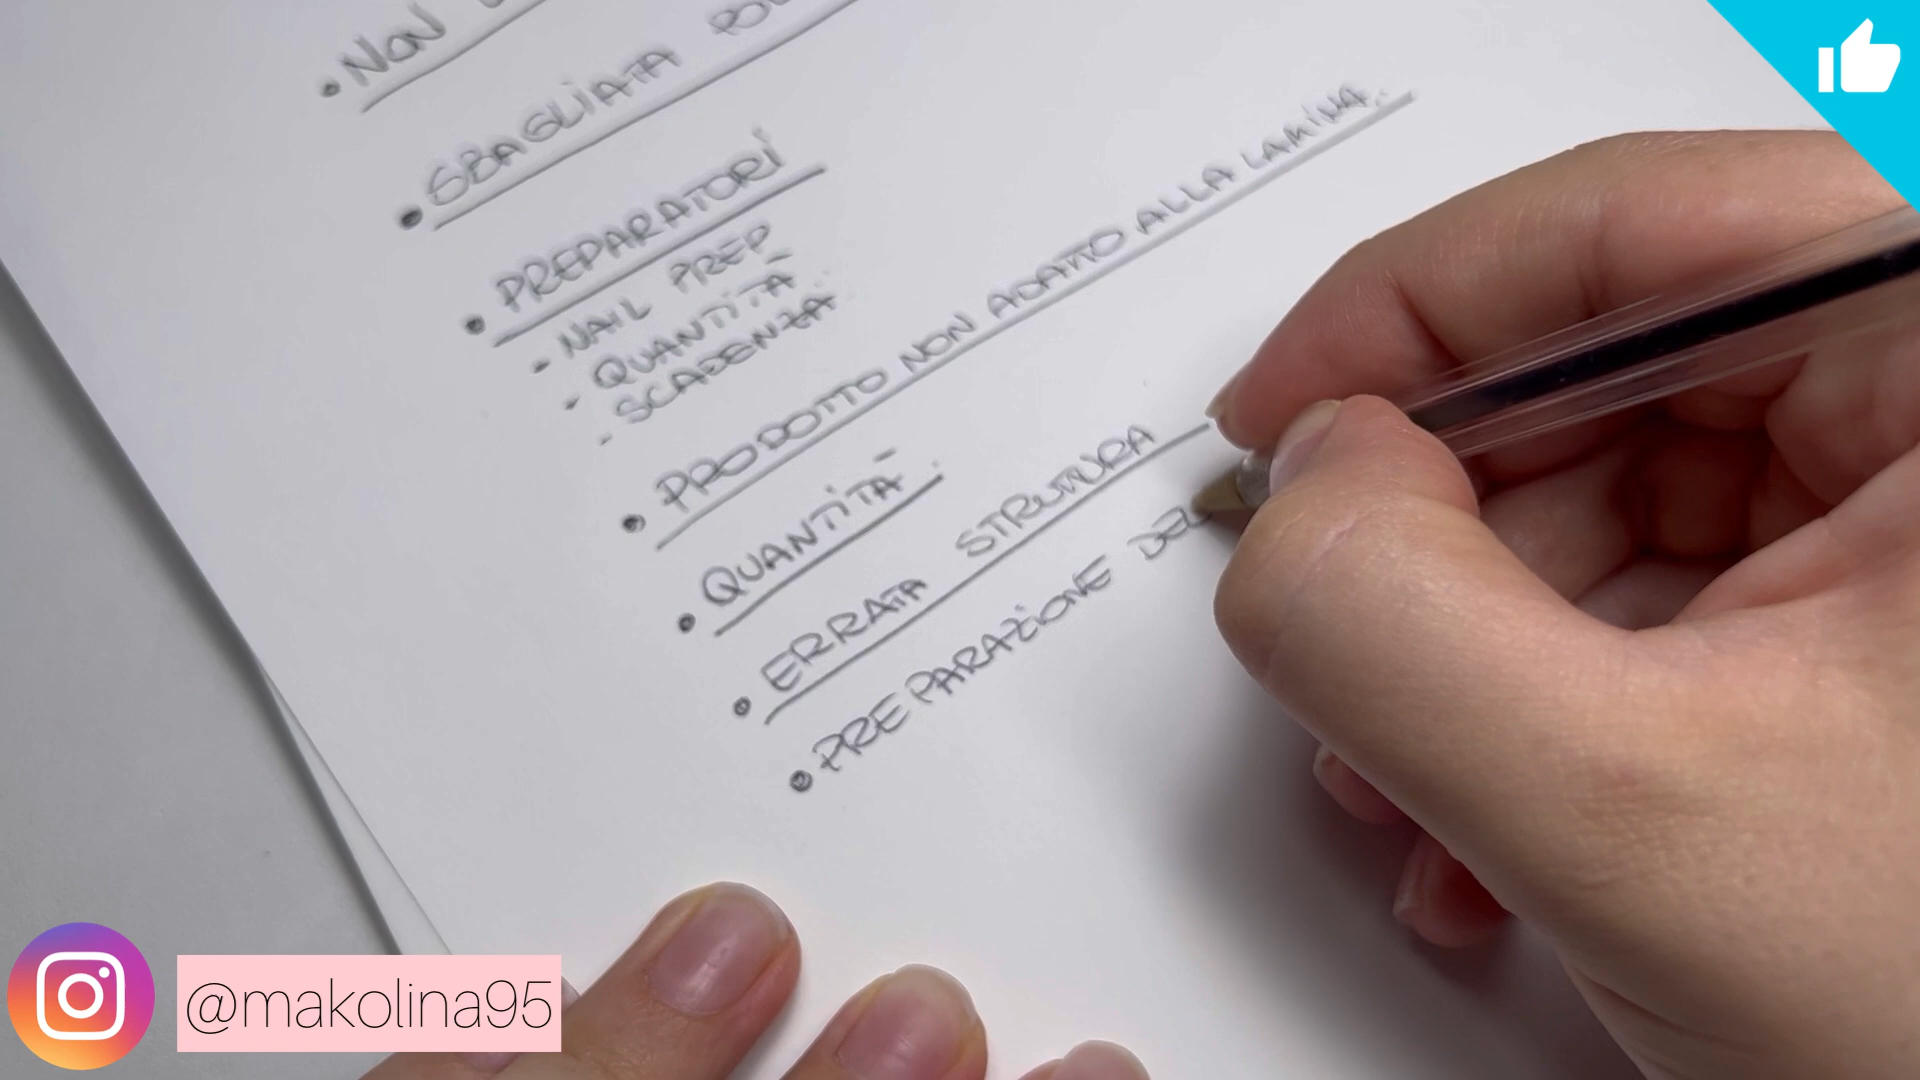 • NON
• SBAGLIATA
• PREPARATORI
- NAIL PREP
- QUANTITÀ
- SCADENZA
• PRODOTTO NON ADATTO ALLA LAMINA
• QUANTITÀ
• ERRATA STRUTTURA
• PREPARAZIONE DEL
@makolina95